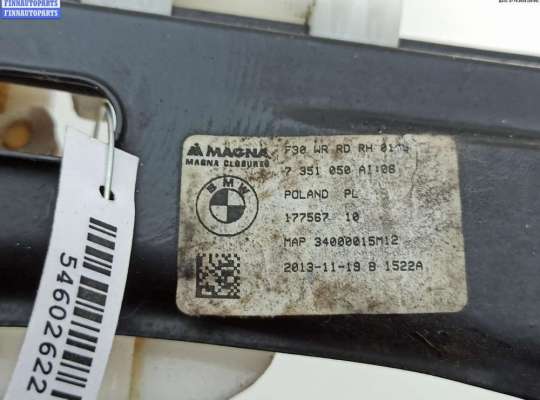 FINNAUTOPARTS
FINNAUTOPARTS
MAGNA
MAGNA CLOSURES
BMW
F30 WR RD RH
7 351 050 AI:08
POLAND PL
177567 10
MAP 34000015M12
2013-11-19 B 1522A
54602622